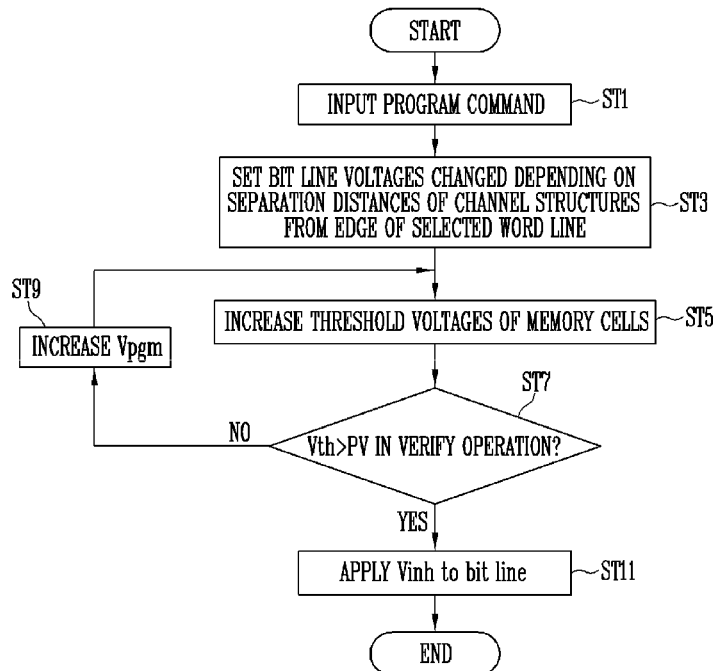 START
INPUT PROGRAM COMMAND
ST1
SET BIT LINE VOLTAGES CHANGED DEPENDING ON
SEPARATION DISTANCES OF CHANNEL STRUCTURES
FROM EDGE OF SELECTED WORD LINE
ST3
ST9
INCREASE Vpgm
INCREASE THRESHOLD VOLTAGES OF MEMORY CELLS
ST5
ST7
NO
Vth>PV IN VERIFY OPERATION?
YES
APPLY Vinh to bit line
ST11
END